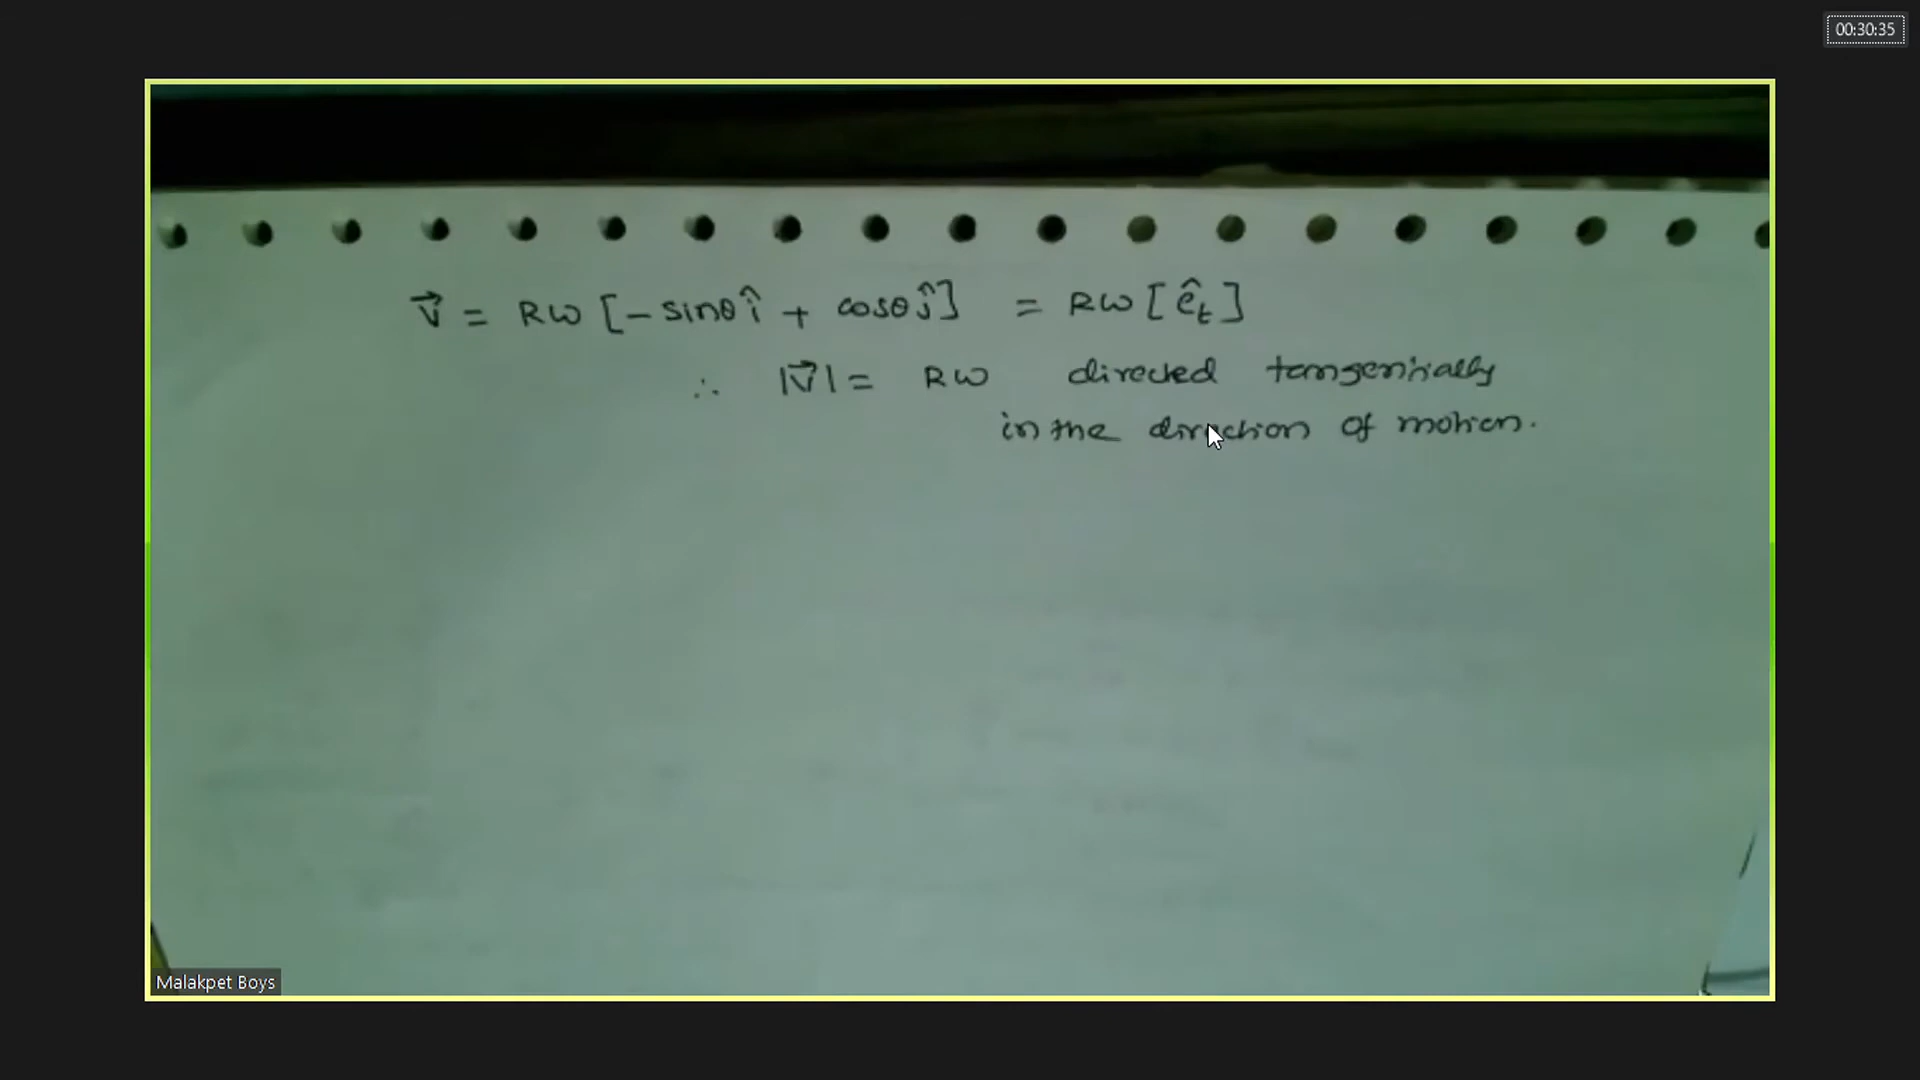 00:30:35
v⃗ = Rω [-sinθ î + cosθ ĵ] = Rω [ê_t]
∴ |v⃗| = Rω directed tangentially
in the direction of motion.
Malakpet Boys